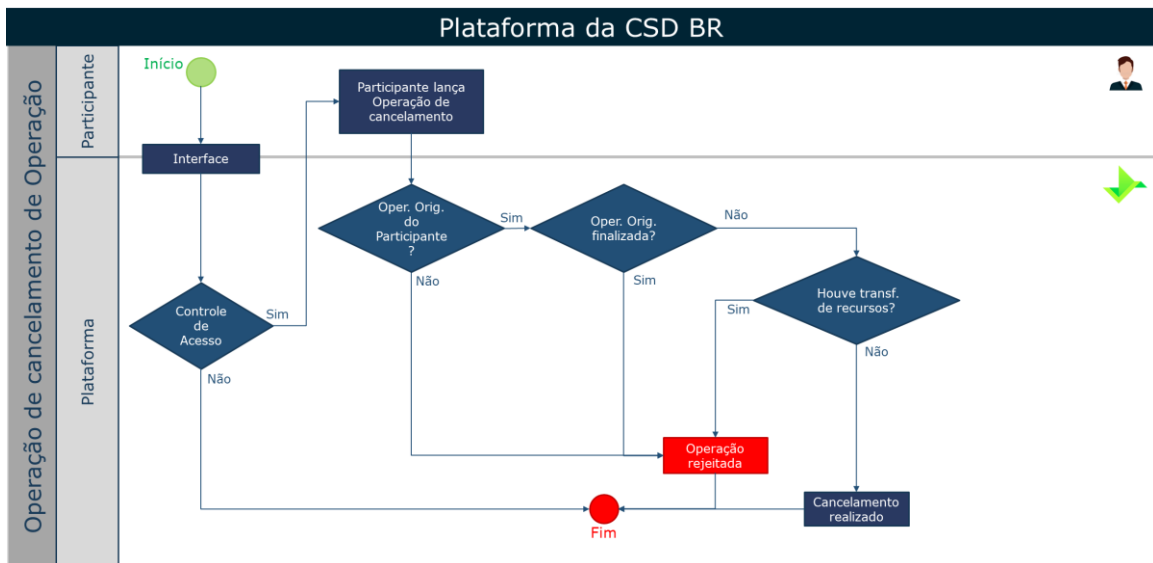 Plataforma da CSD BR
Operação de cancelamento de Operação
Participante
Plataforma
Início
Participante lança
Operação de
cancelamento
Interface
Oper. Orig.
do
Participante
?
Sim
Oper. Orig.
finalizada?
Não
Não
Sim
Controle
de
Acesso
Sim
Não
Houve transf.
de recursos?
Sim
Não
Operação
rejeitada
Cancelamento
realizado
Fim